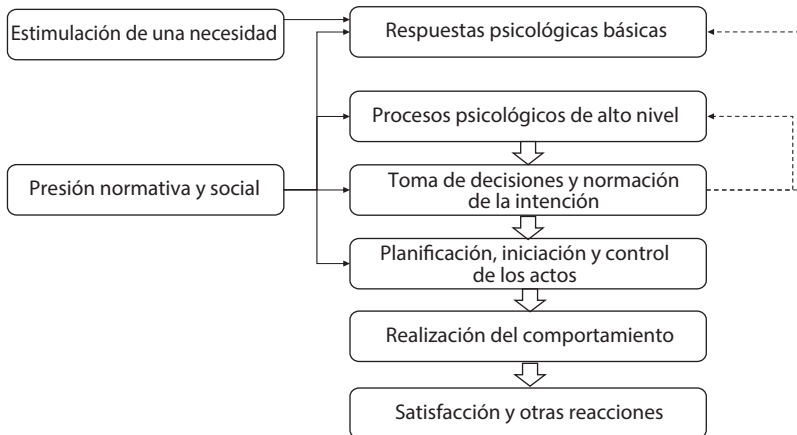 Estimulación de una necesidad
Respuestas psicológicas básicas
Procesos psicológicos de alto nivel
Presión normativa y social
Toma de decisiones y normación
de la intención
Planificación, iniciación y control
de los actos
Realización del comportamiento
Satisfacción y otras reacciones